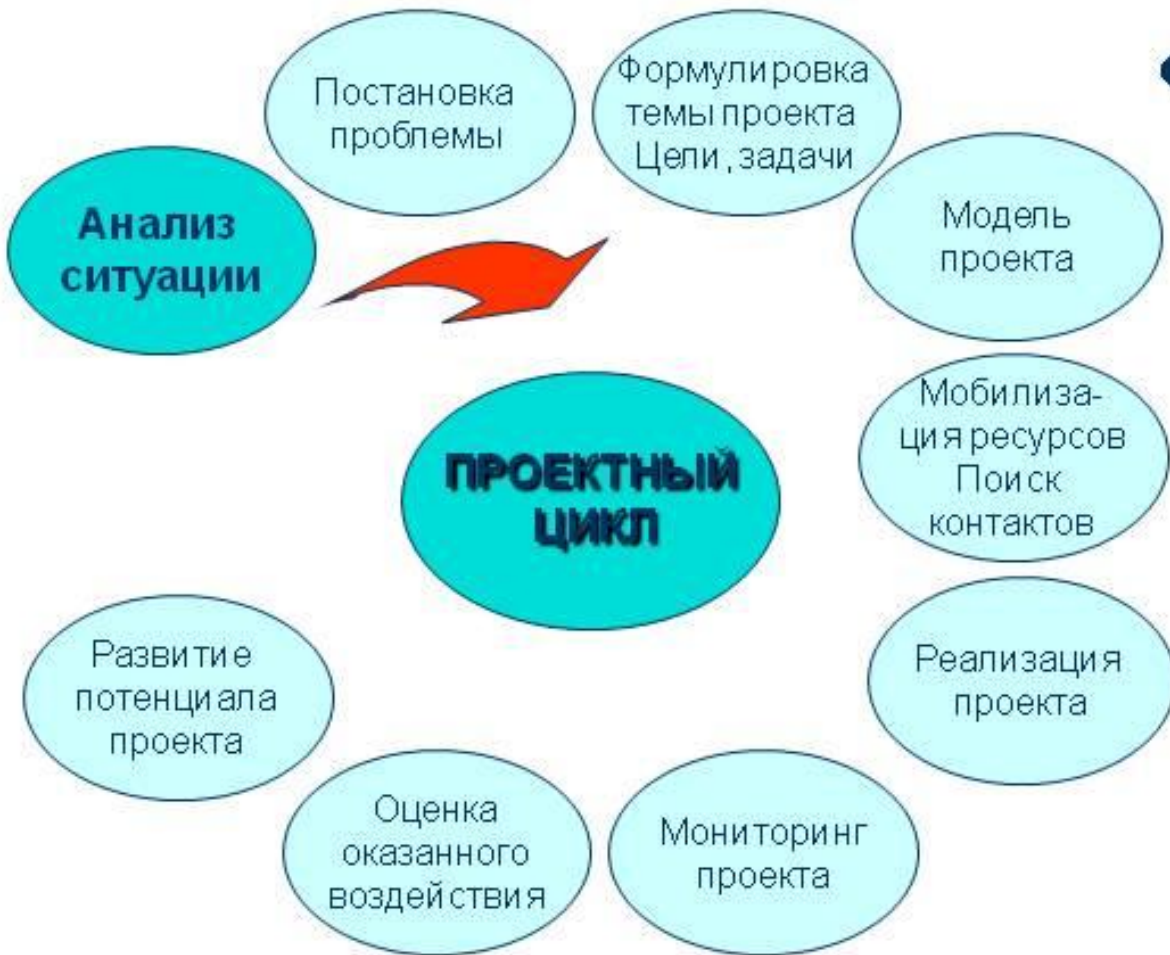 Постановка
проблемы
Формулировка
темы проекта
Цели, задачи
Анализ
ситуации
Модель
проекта
Мобилиза-
ция ресурсов
Поиск
контактов
ПРОЕКТНЫЙ
ЦИКЛ
Реализация
проекта
Мониторинг
проекта
Оценка
оказанного
воздействия
Развитие
потенциала
проекта